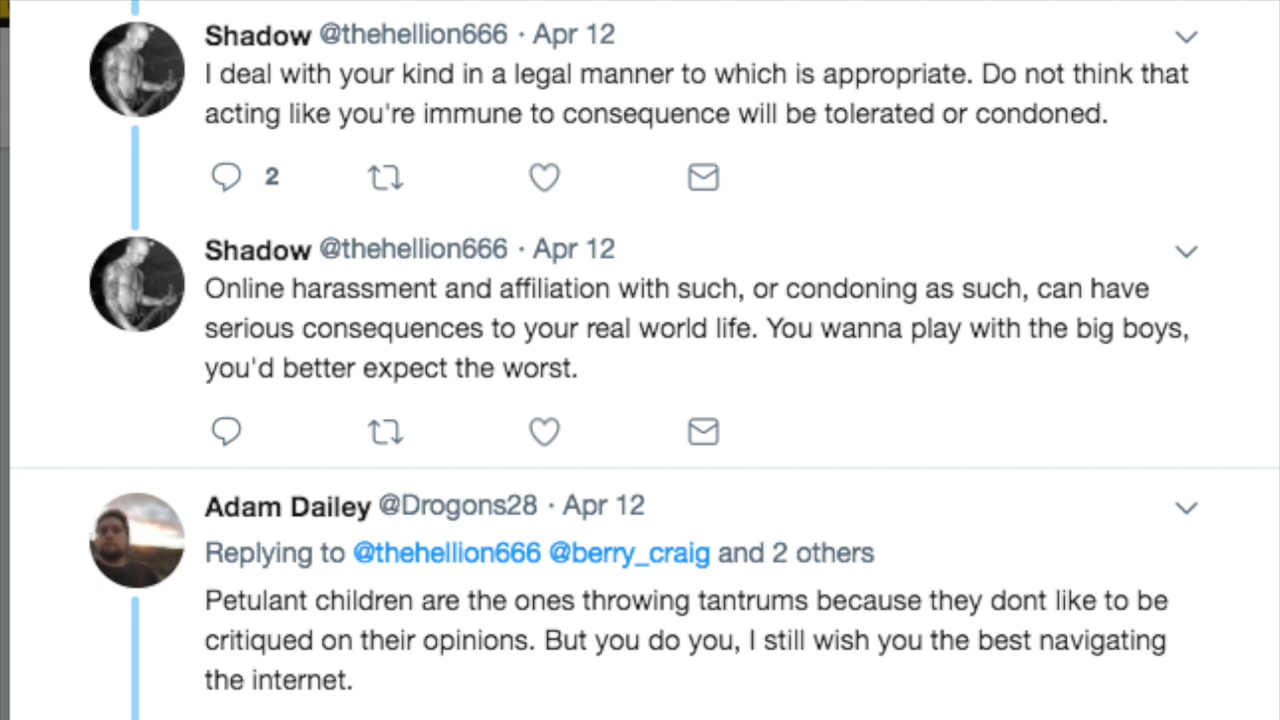 Shadow @thehellion666 · Apr 12
I deal with your kind in a legal manner to which is appropriate. Do not think that
acting like you're immune to consequence will be tolerated or condoned.
2
Shadow @thehellion666 · Apr 12
Online harassment and affiliation with such, or condoning as such, can have
serious consequences to your real world life. You wanna play with the big boys,
you'd better expect the worst.
Adam Dailey @Drogons28 · Apr 12
Replying to @thehellion666 @berry_craig and 2 others
Petulant children are the ones throwing tantrums because they dont like to be
critiqued on their opinions. But you do you, I still wish you the best navigating
the internet.